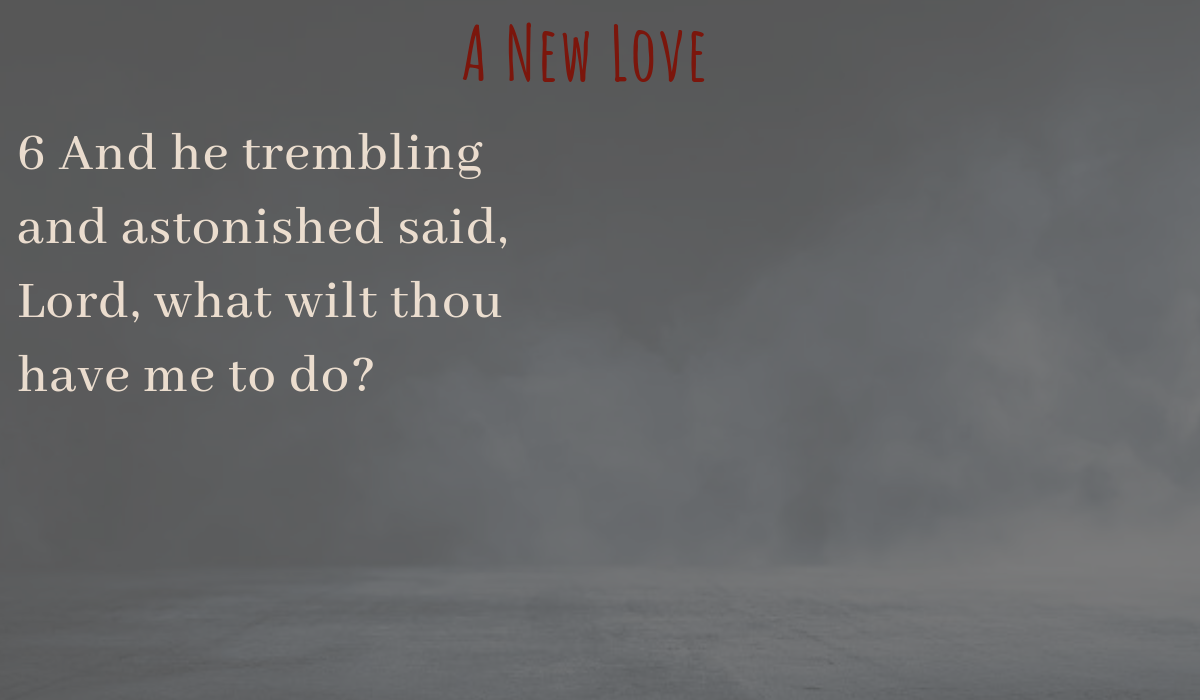 A New Love
6 And he trembling
and astonished said,
Lord, what wilt thou
have me to do?